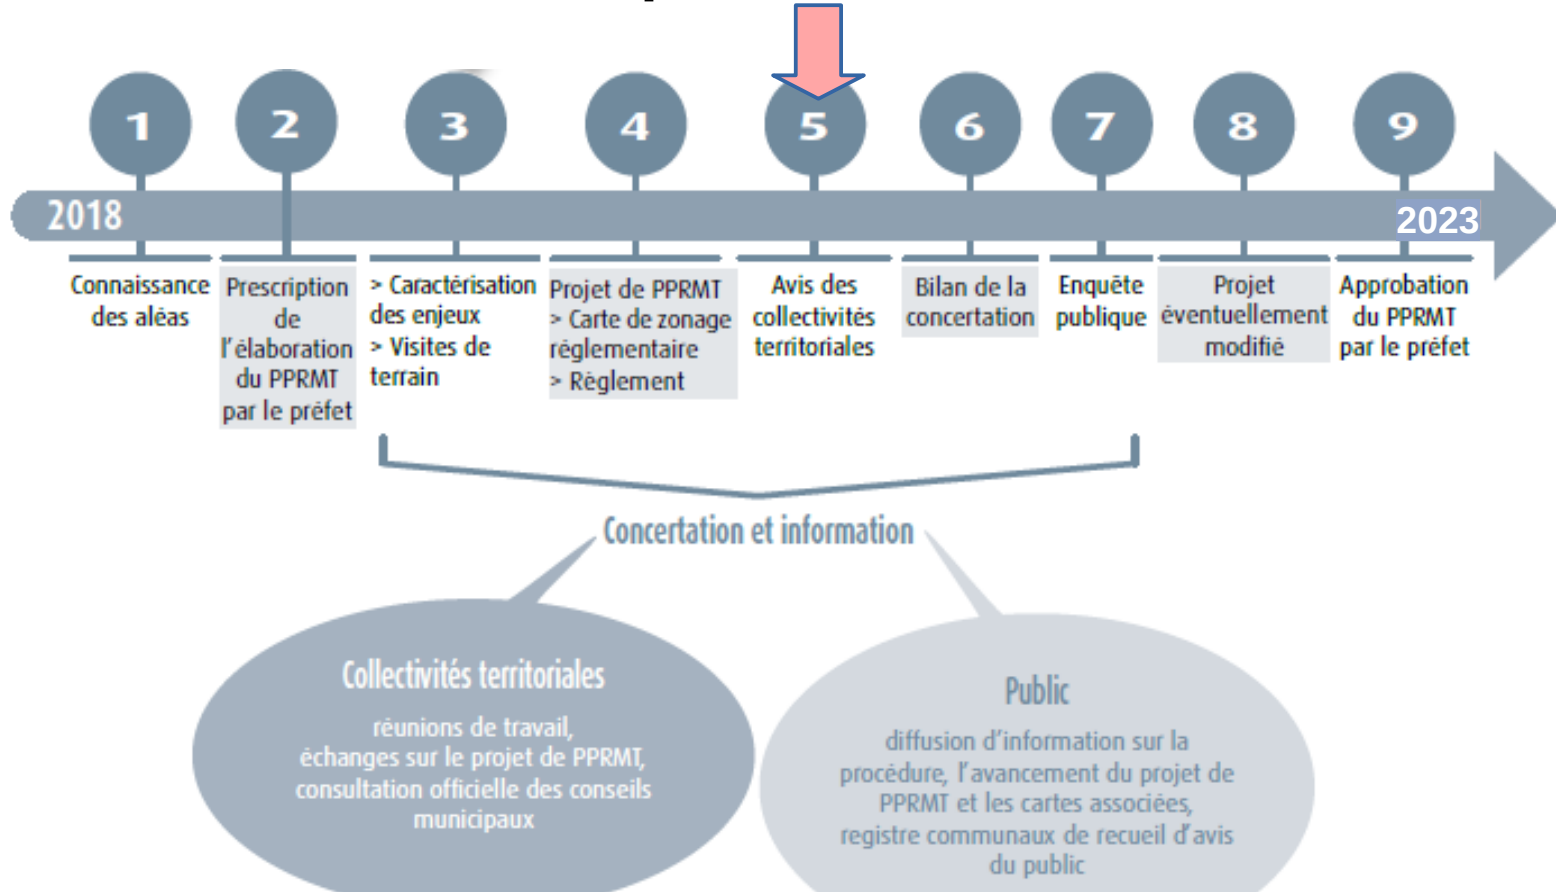 1
2
3
4
5
6
7
8
9
2018
2023
Connaissance
des aléas
Prescription
de
l'élaboration
du PPRMT
par le préfet
> Caractérisation
des enjeux
> Visites de
terrain
Projet de PPRMT
> Carte de zonage
réglementaire
> Règlement
Avis des
collectivités
territoriales
Bilan de la
concertation
Enquête
publique
Projet
éventuellement
modifié
Approbation
du PPRMT
par le préfet
Concertation et information
Collectivités territoriales
réunions de travail,
échanges sur le projet de PPRMT,
consultation officielle des conseils
municipaux
Public
diffusion d'information sur la
procédure, l'avancement du projet de
PPRMT et les cartes associées,
registre communaux de recueil d'avis
du public